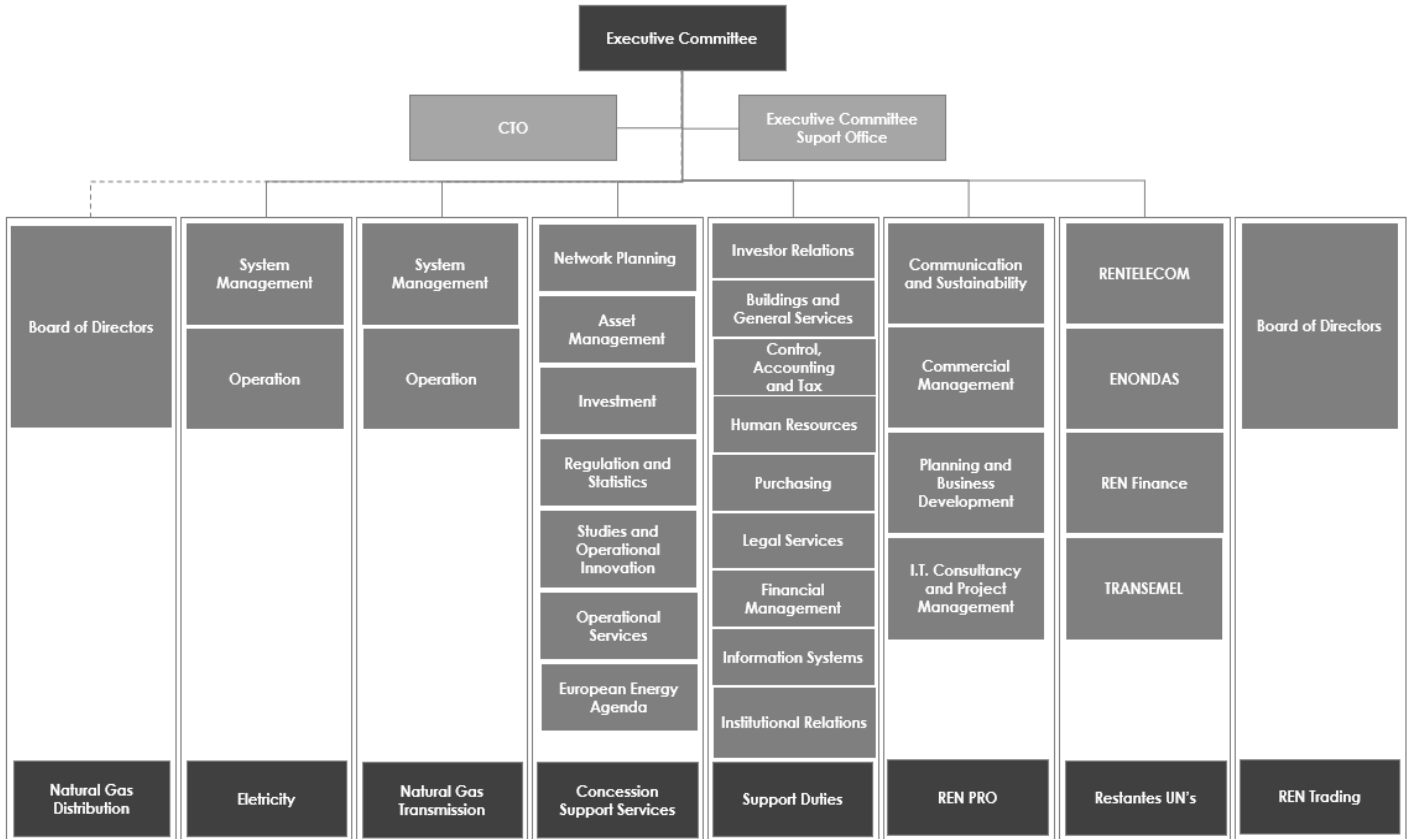 Executive Committee
CTO
Executive Committee
Suport Office
Board of Directors
System
Management
Operation
System
Management
Operation
Network Planning
Asset
Management
Investment
Regulation and
Statistics
Studies and
Operational
Innovation
Operational
Services
European Energy
Agenda
Investor Relations
Buildings and
General Services
Control,
Accounting
and Tax
Human Resources
Purchasing
Legal Services
Financial
Management
Information Systems
Institutional Relations
Communication
and Sustainability
Commercial
Management
Planning and
Business
Development
I.T. Consultancy
and Project
Management
RENTELECOM
ENONDAS
REN Finance
TRANSEMEL
Board of Directors
Natural Gas
Distribution
Eletricity
Natural Gas
Transmission
Concession
Support Services
Support Duties
REN PRO
Restantes UN's
REN Trading